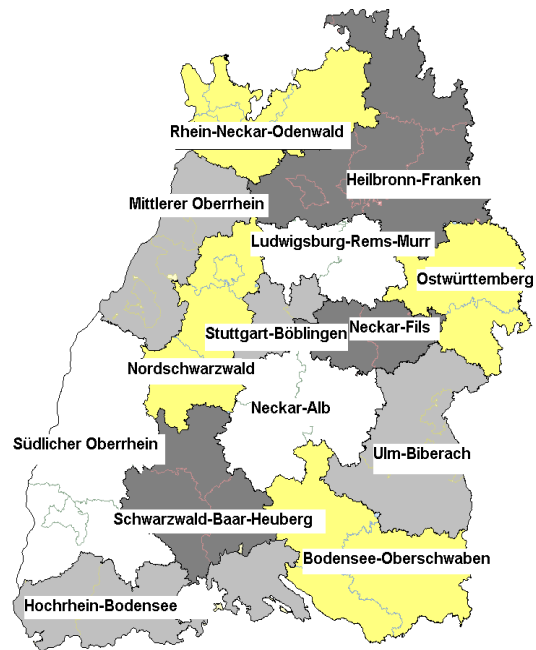 Rhein-Neckar-Odenwald
Heilbronn-Franken
Mittlerer Oberrhein
Ludwigsburg-Rems-Murr
Ostwürttemberg
Stuttgart-Böblingen
Neckar-Fils
Nordschwarzwald
Neckar-Alb
Südlicher Oberrhein
Ulm-Biberach
Schwarzwald-Baar-Heuberg
Bodensee-Oberschwaben
Hochrhein-Bodensee